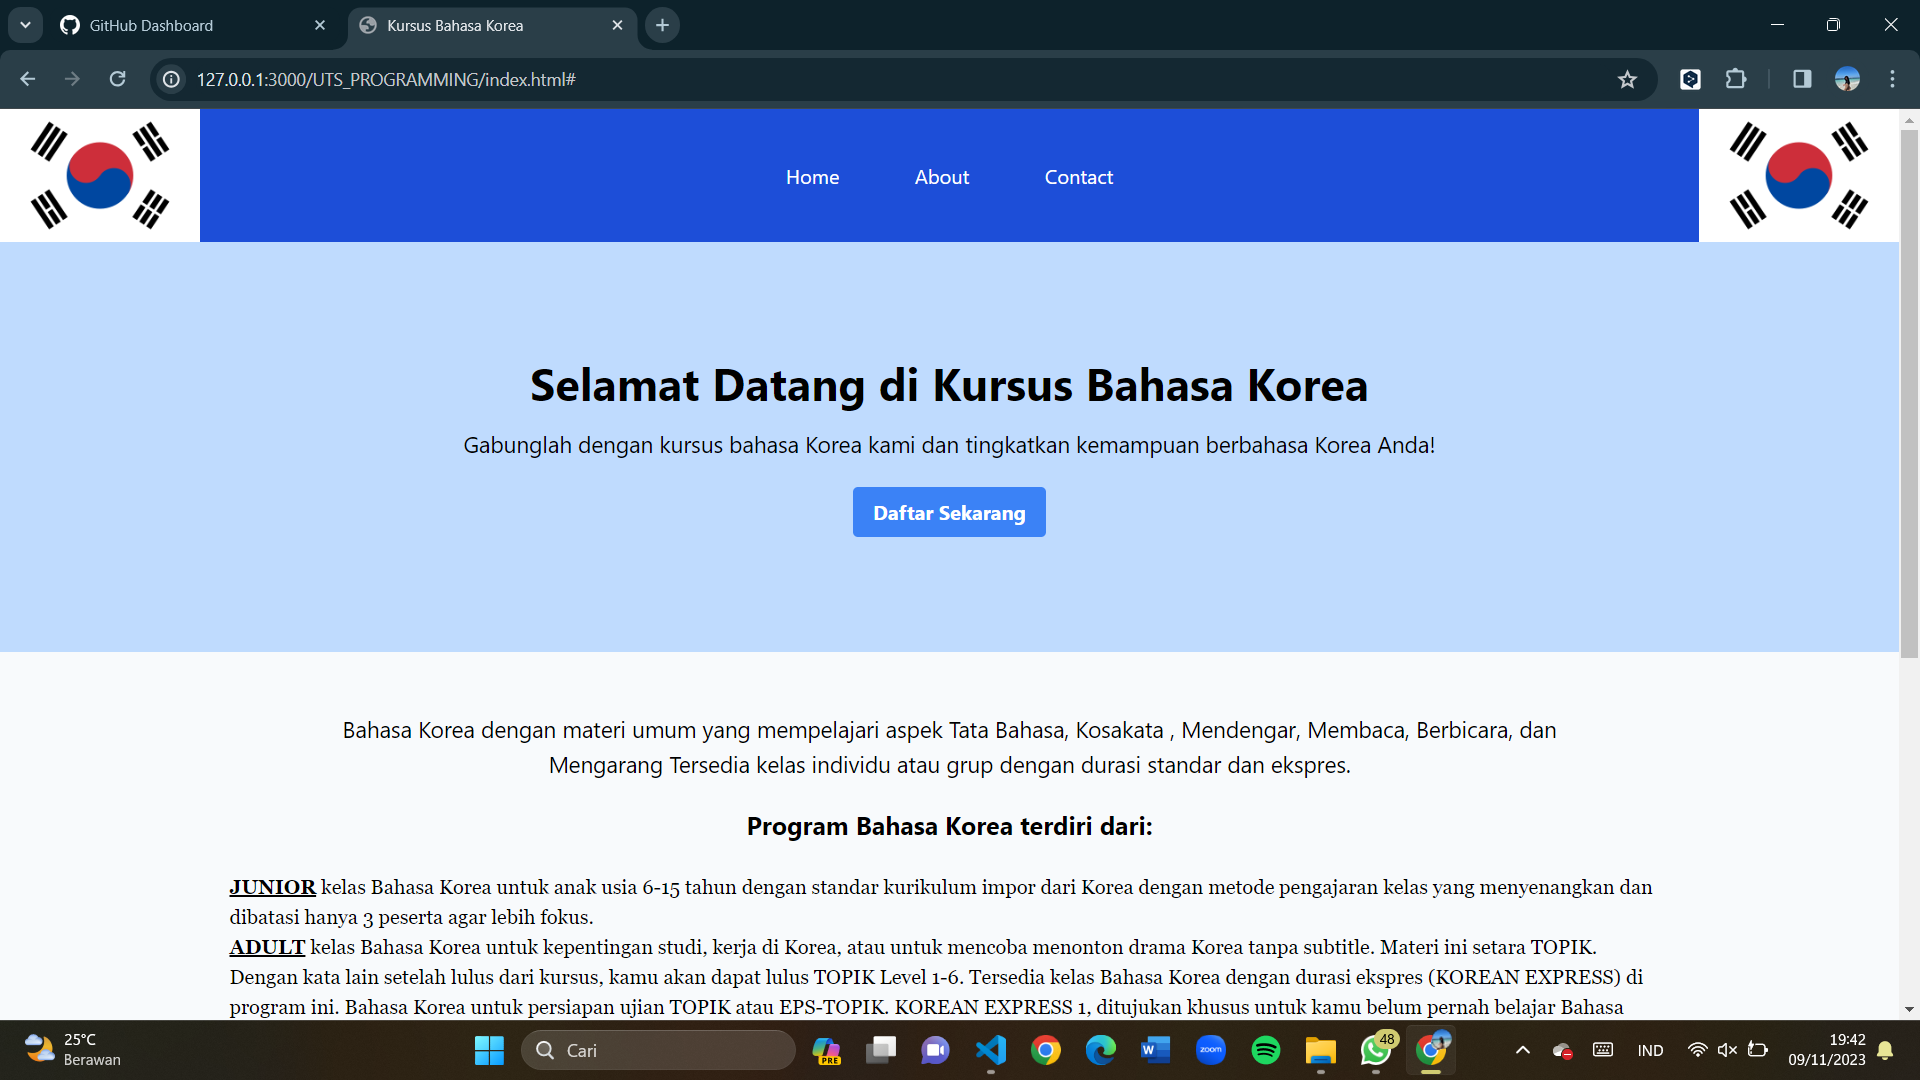 GitHub Dashboard
Kursus Bahasa Korea
127.0.0.1:3000/UTS_PROGRAMMING/index.html#
Home About Contact
Selamat Datang di Kursus Bahasa Korea
Gabunglah dengan kursus bahasa Korea kami dan tingkatkan kemampuan berbahasa Korea Anda!
Daftar Sekarang
Bahasa Korea dengan materi umum yang mempelajari aspek Tata Bahasa, Kosakata , Mendengar, Membaca, Berbicara, dan
Mengarang Tersedia kelas individu atau grup dengan durasi standar dan ekspres.
Program Bahasa Korea terdiri dari:
JUNIOR kelas Bahasa Korea untuk anak usia 6-15 tahun dengan standar kurikulum impor dari Korea dengan metode pengajaran kelas yang menyenangkan dan
dibatasi hanya 3 peserta agar lebih fokus.
ADULT kelas Bahasa Korea untuk kepentingan studi, kerja di Korea, atau untuk mencoba menonton drama Korea tanpa subtitle. Materi ini setara TOPIK.
Dengan kata lain setelah lulus dari kursus, kamu akan dapat lulus TOPIK Level 1-6. Tersedia kelas Bahasa Korea dengan durasi ekspres (KOREAN EXPRESS) di
program ini. Bahasa Korea untuk persiapan ujian TOPIK atau EPS-TOPIK. KOREAN EXPRESS 1, ditujukan khusus untuk kamu belum pernah belajar Bahasa
25°C
Berawan
Cari
PRE
W
zoom
48
IND
19:42
09/11/2023